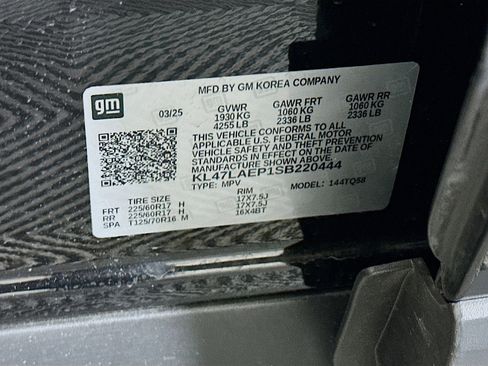 MFD BY GM KOREA COMPANY
gm
03/25 GVWR GAWR FRT GAWR RR
1930 KG 1060 KG 1060 KG
4255 LB 2336 LB 2336 LB
THIS VEHICLE CONFORMS TO ALL
APPLICABLE U.S. FEDERAL MOTOR
VEHICLE SAFETY AND THEFT PREVENTION
STANDARDS IN EFFECT ON THE DATE OF
MANUFACTURE SHOWN ABOVE.
KL47LAEP1SB220444
TYPE: MPV MODEL: 144TQ58
TIRE SIZE RIM
FRT 225/60R17 H 17X7.5J
RR 225/60R17 H 17X7.5J
SPA T125/70R16 M 16X4BT